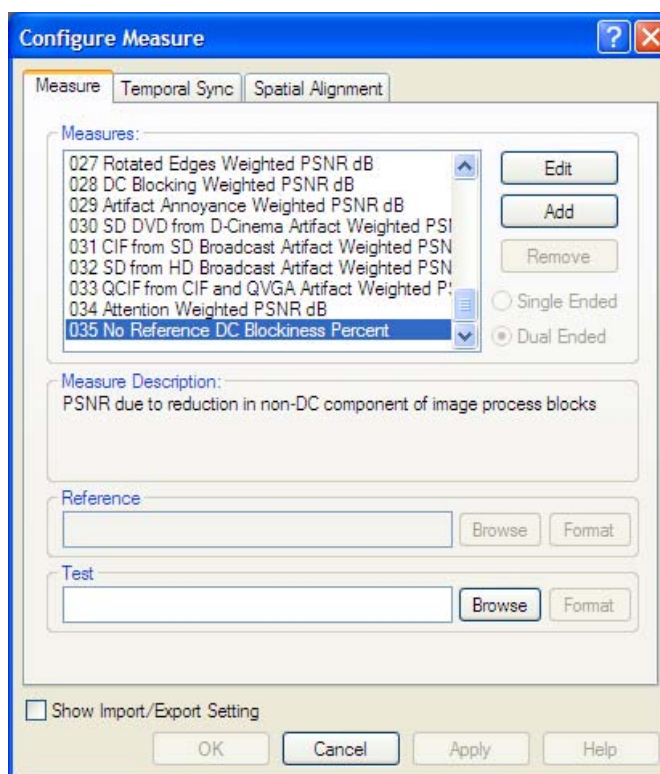 Configure Measure
Measure Temporal Sync Spatial Alignment
Measures:
027 Rotated Edges Weighted PSNR dB
028 DC Blocking Weighted PSNR dB
029 Artifact Annoyance Weighted PSNR dB
030 SD DVD from D-Cinema Artifact Weighted PS
031 CIF from SD Broadcast Artifact Weighted PSN
032 SD from HD Broadcast Artifact Weighted PSN
033 QCIF from CIF and QVGA Artifact Weighted P
034 Attention Weighted PSNR dB
035 No Reference DC Blockiness Percent
Edit
Add
Remove
Single Ended
Dual Ended
Measure Description:
PSNR due to reduction in non-DC component of image process blocks
Reference
Browse Format
Test
Browse Format
Show Import/Export Setting
OK Cancel Apply Help